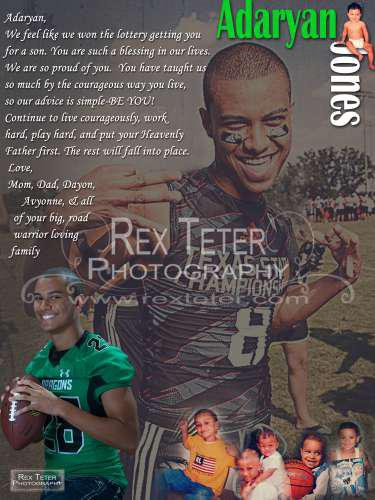 Adaryan Jones
Adaryan,
We feel like we won the lottery getting you
for a son. You are such a blessing in our lives.
We are so proud of you. You have taught us
so much by the courageous way you live,
so our advice is simple-BE YOU!
Continue to live courageously, work
hard, play hard, and put your Heavenly
Father first. The rest will fall into place.
Love,
Mom, Dad, Dayon,
Avyonne, & all
of your big, road
warrior loving
family
REX TETER
PHOTOGRAPHY
www.rexteter.com
CHAMPIONSHIP
8
DRAGONS
28
REX TETER
PHOTOGRAPHY